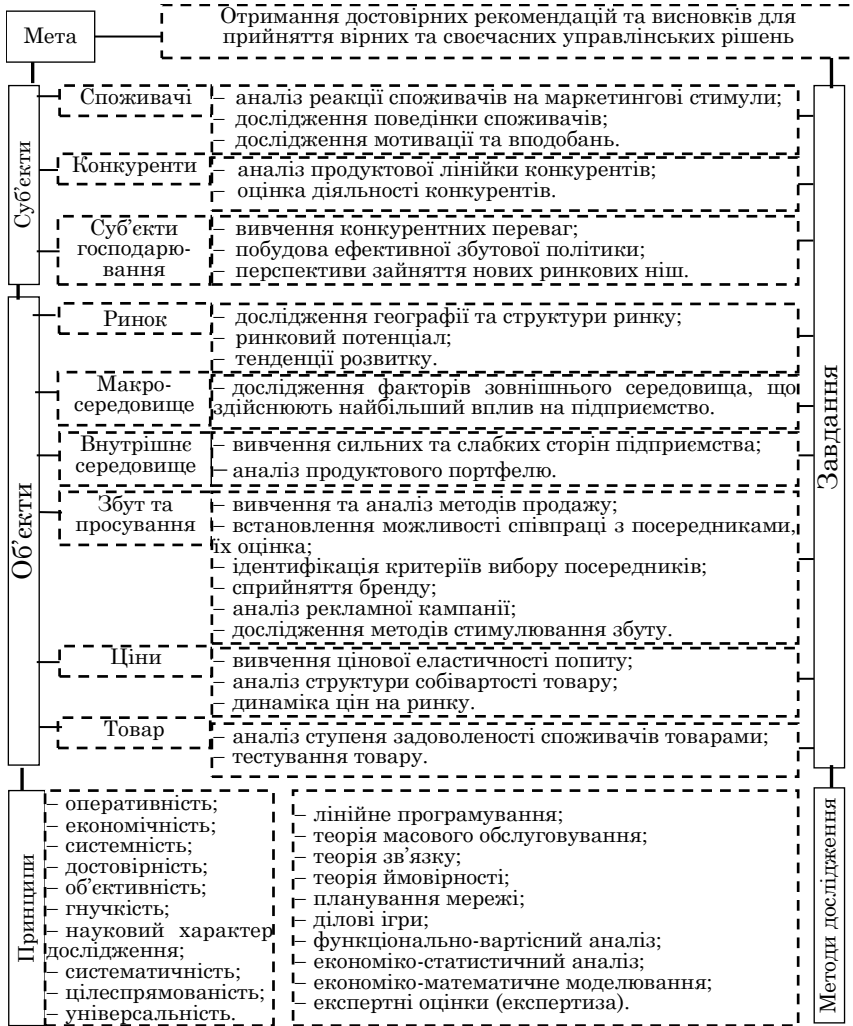 Мета
Отримання достовірних рекомендацій та висновків для
прийняття вірних та своєчасних управлінських рішень
Суб’єкти
Споживачі
– аналіз реакції споживачів на маркетингові стимули;
– дослідження поведінки споживачів;
– дослідження мотивації та вподобань.
Конкуренти
– аналіз продуктової лінійки конкурентів;
– оцінка діяльності конкурентів.
Суб’єкти
господарю-
вання
– вивчення конкурентних переваг;
– побудова ефективної збутової політики;
– перспективи зайняття нових ринкових ніш.
Об’єкти
Ринок
– дослідження географії та структури ринку;
– ринковий потенціал;
– тенденції розвитку.
Макро-
середовище
– дослідження факторів зовнішнього середовища, що
здійснюють найбільший вплив на підприємство.
Внутрішнє
середовище
– вивчення сильних та слабких сторін підприємства;
– аналіз продуктового портфелю.
Збут та
просування
– вивчення та аналіз методів продажу;
– встановлення можливості співпраці з посередниками,
їх оцінка;
– ідентифікація критеріїв вибору посередників;
– сприйняття бренду;
– аналіз рекламної кампанії;
– дослідження методів стимулювання збуту.
Ціни
– вивчення цінової еластичності попиту;
– аналіз структури собівартості товару;
– динаміка цін на ринку.
Товар
– аналіз ступеня задоволеності споживачів товарами;
– тестування товару.
Завдання
Принципи
– оперативність;
– економічність;
– системність;
– достовірність;
– об’єктивність;
– гнучкість;
– науковий характер
дослідження;
– систематичність;
– цілеспрямованість;
– універсальність.
– лінійне програмування;
– теорія масового обслуговування;
– теорія зв’язку;
– теорія ймовірності;
– планування мережі;
– ділові ігри;
– функціонально-вартісний аналіз;
– економіко-статистичний аналіз;
– економіко-математичне моделювання;
– експертні оцінки (експертиза).
Методи дослідження